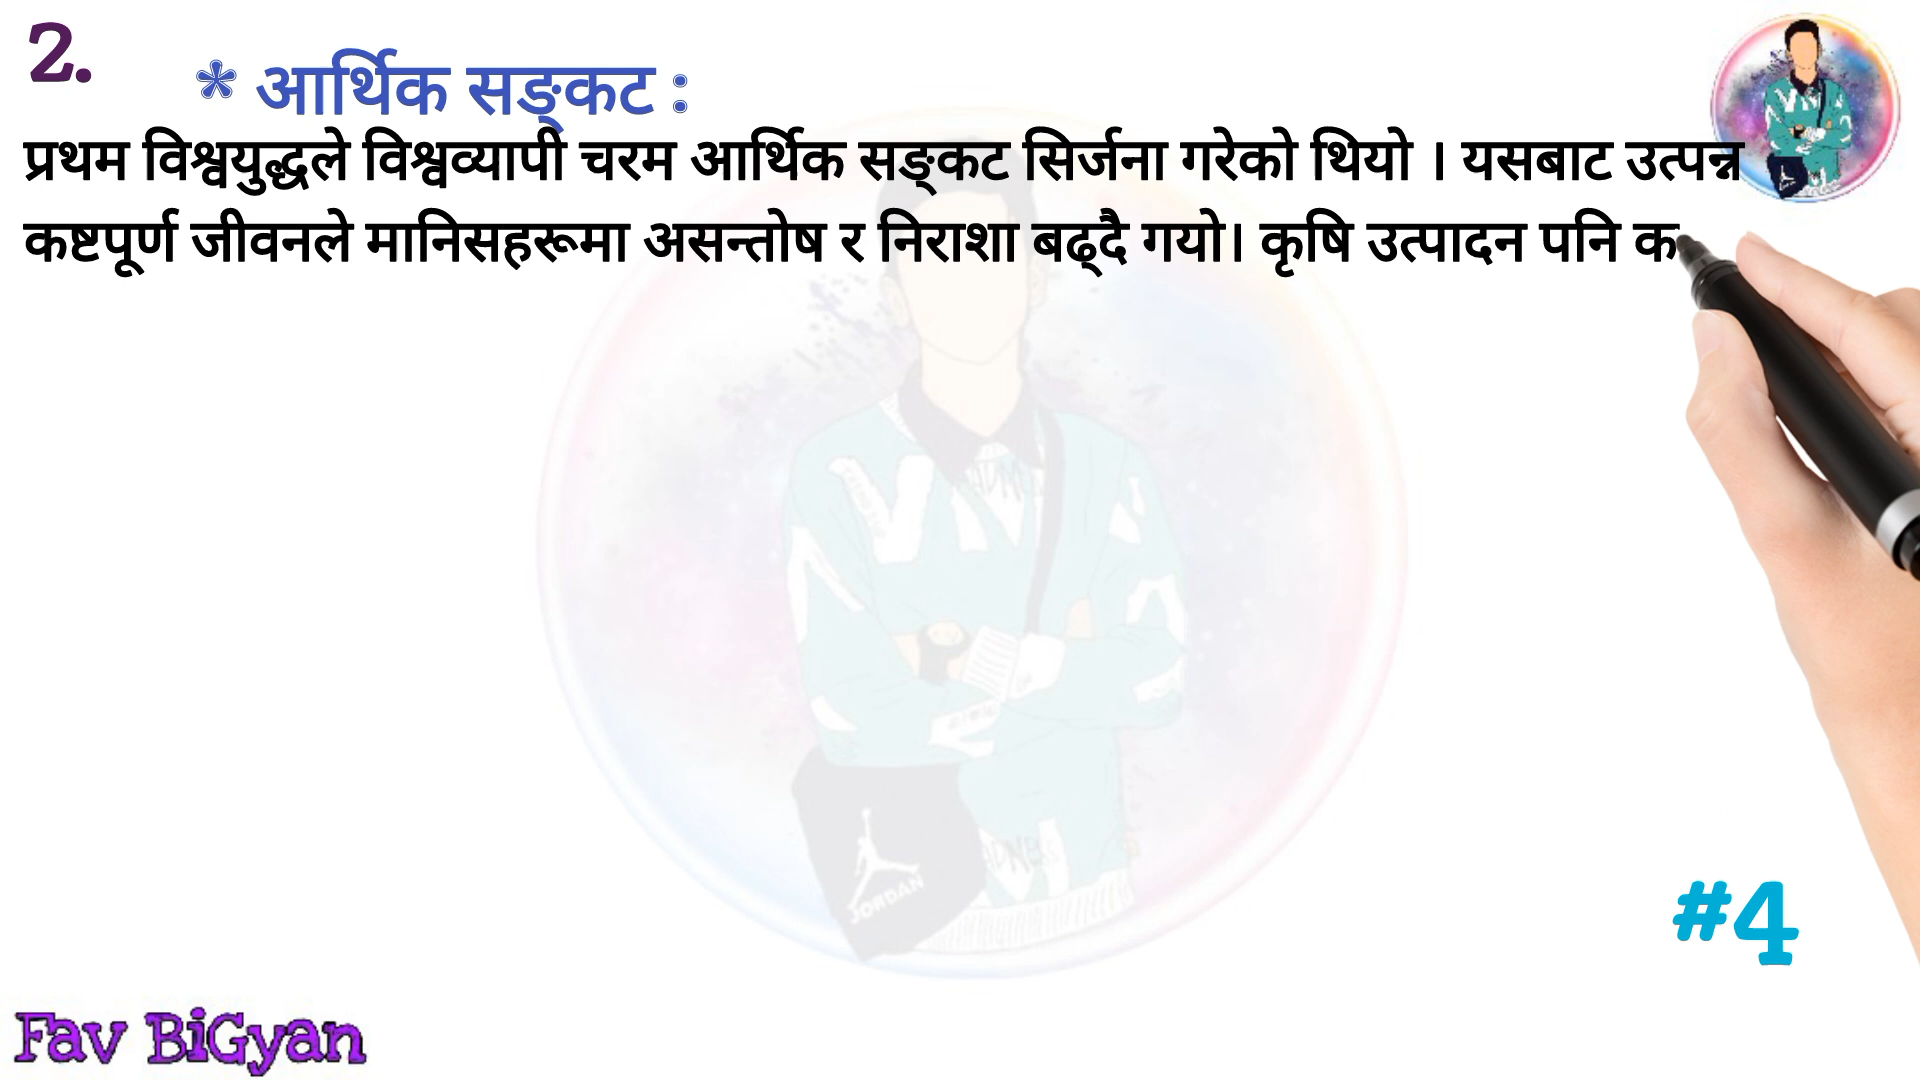 2.
* आर्थिक सङ्कट :
प्रथम विश्वयुद्धले विश्वव्यापी चरम आर्थिक सङ्कट सिर्जना गरेको थियो । यसबाट उत्पन्न
कष्टपूर्ण जीवनले मानिसहरूमा असन्तोष र निराशा बढ्दै गयो। कृषि उत्पादन पनि क
JORDAN
#4
Fav BiGyan